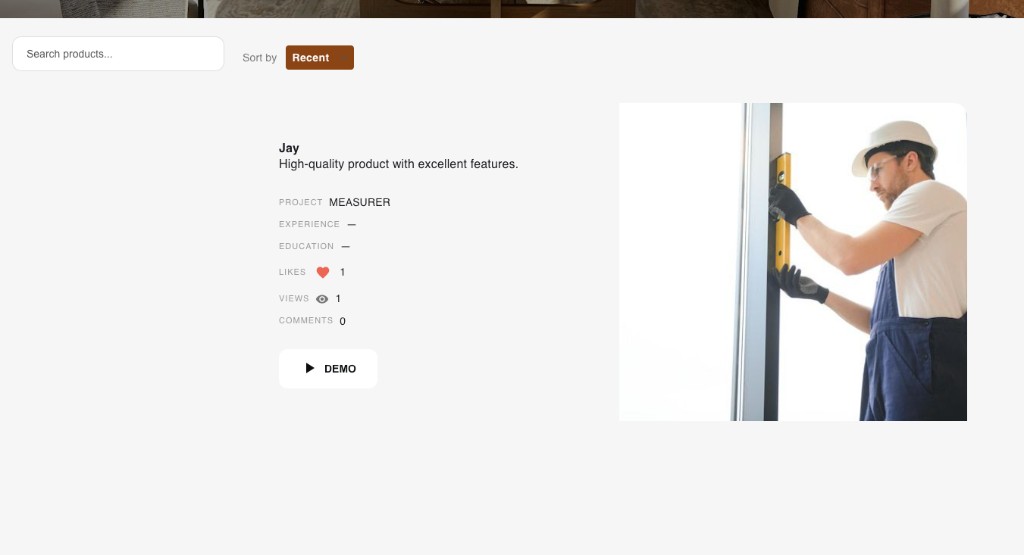 Search products...
Sort by Recent
Jay
High-quality product with excellent features.
PROJECT MEASURER
EXPERIENCE —
EDUCATION —
LIKES 1
VIEWS 1
COMMENTS 0
DEMO